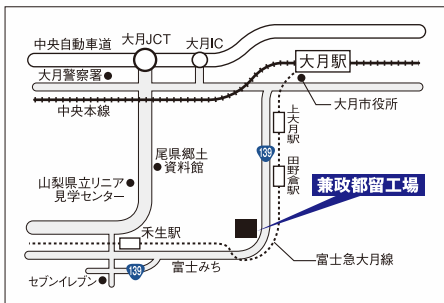 中央自動車道
大月JCT
大月IC
大月駅
大月警察署
大月市役所
中央本線
上大月駅
139
尾県郷土
資料館
田野倉駅
山梨県立リニア
見学センター
兼政都留工場
禾生駅
富士みち
富士急大月線
139
セブンイレブン